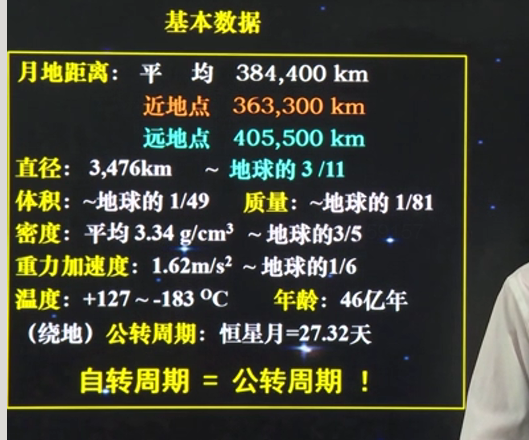 基本数据
月地距离： 平 均 384,400 km
近地点 363,300 km
远地点 405,500 km
直径： 3,476km ~ 地球的 3 /11
体积：~地球的 1/49 质量：~地球的 1/81
密度：平均 3.34 g/cm³ ~ 地球的3/5
重力加速度：1.62m/s² ~ 地球的1/6
温度：+127 ~ -183 ⁰C 年龄：46亿年
（绕地）公转周期：恒星月=27.32天
自转周期 = 公转周期 ！